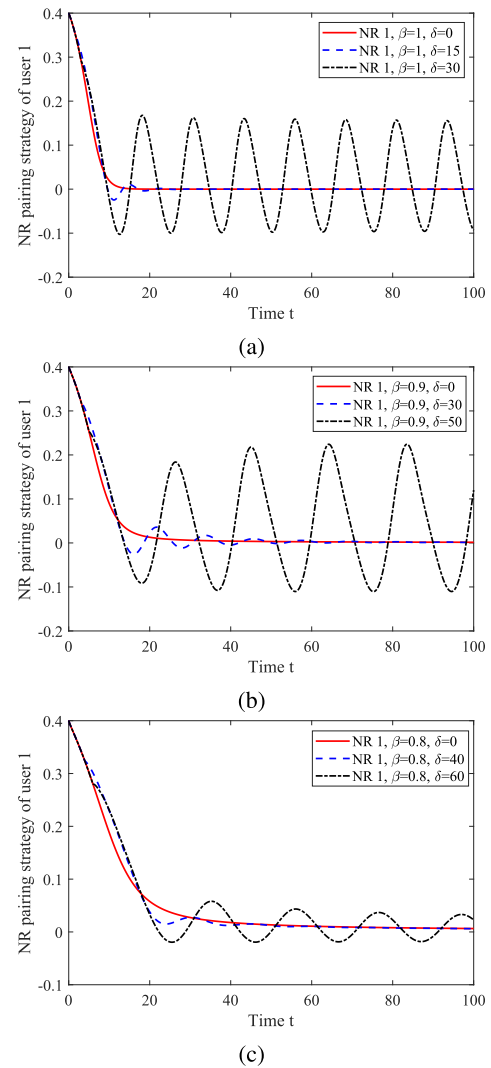 0.4
0.3
0.2
0.1
0
-0.1
-0.2
NR pairing strategy of user 1
NR 1, β=1, δ=0
NR 1, β=1, δ=15
NR 1, β=1, δ=30
0 20 40 60 80 100
Time t
(a)
0.4
0.3
0.2
0.1
0
-0.1
-0.2
NR pairing strategy of user 1
NR 1, β=0.9, δ=0
NR 1, β=0.9, δ=30
NR 1, β=0.9, δ=50
0 20 40 60 80 100
Time t
(b)
0.4
0.3
0.2
0.1
0
-0.1
NR pairing strategy of user 1
NR 1, β=0.8, δ=0
NR 1, β=0.8, δ=40
NR 1, β=0.8, δ=60
0 20 40 60 80 100
Time t
(c)